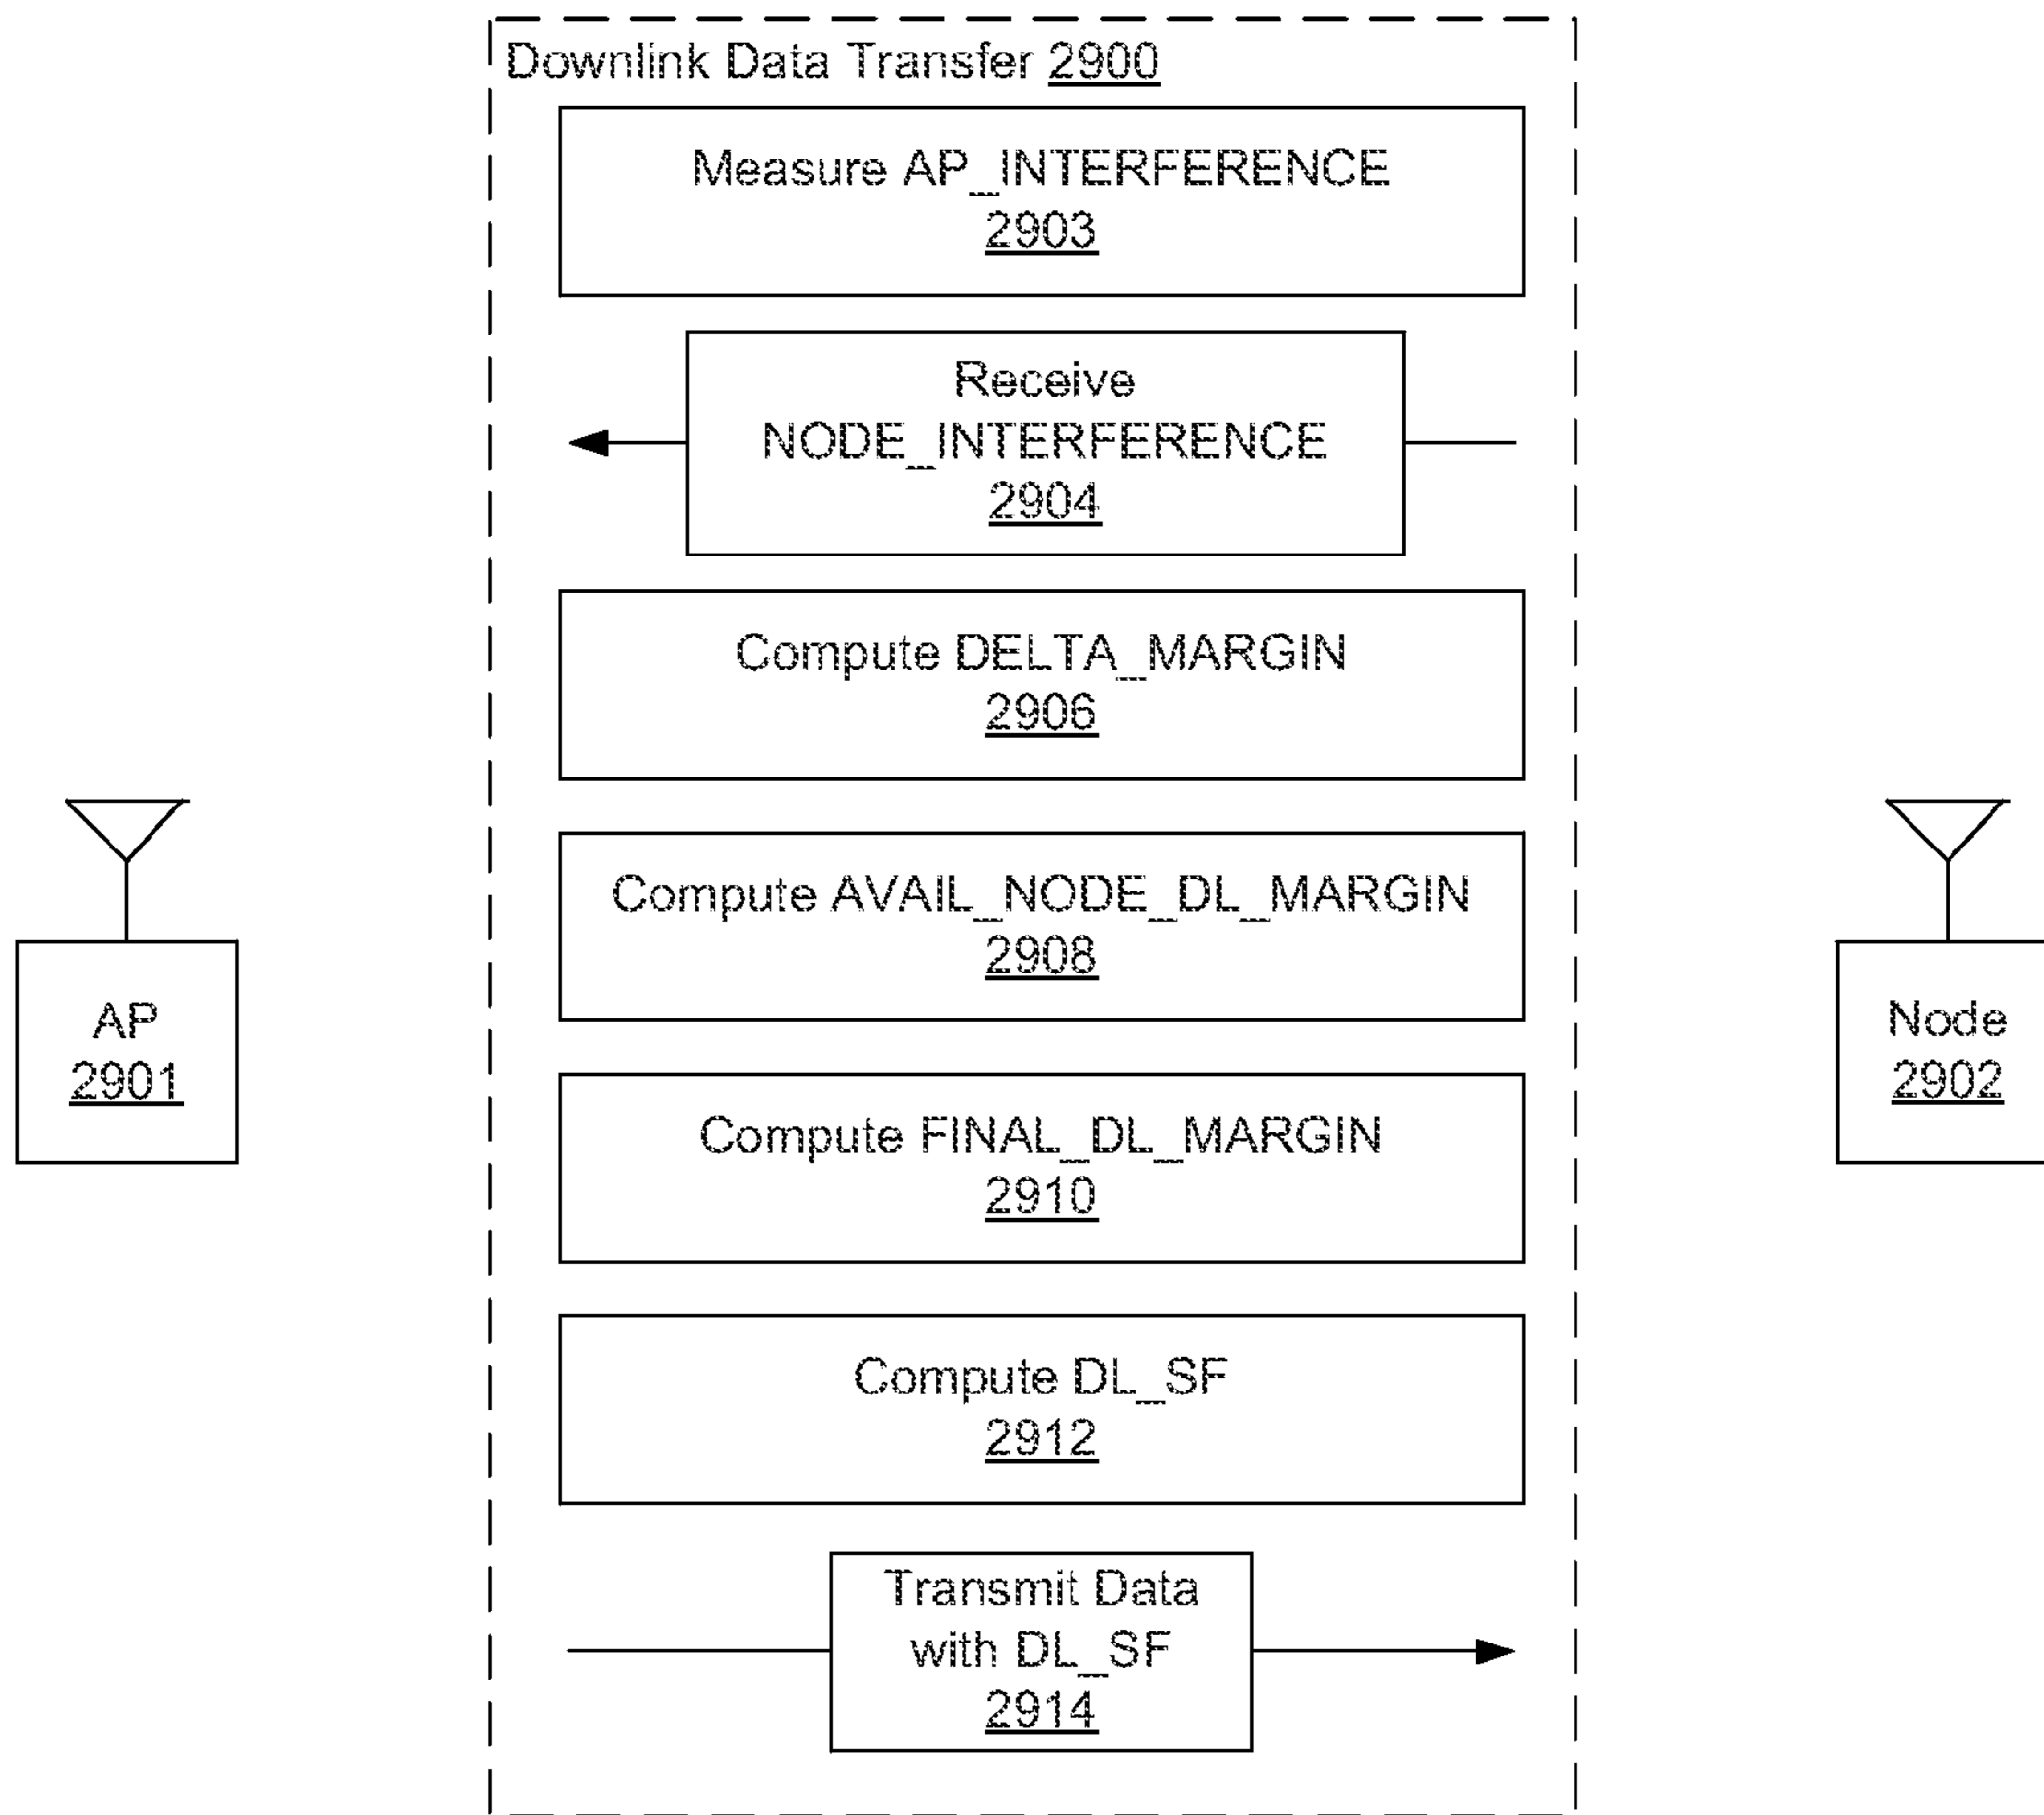 Downlink Data Transfer 2900
Measure AP_INTERFERENCE
2903
Receive
NODE_INTERFERENCE
2904
Compute DELTA_MARGIN
2906
Compute AVAIL_NODE_DL_MARGIN
2908
AP
2901
Node
2902
Compute FINAL_DL_MARGIN
2910
Compute DL_SF
2912
Transmit Data
with DL_SF
2914